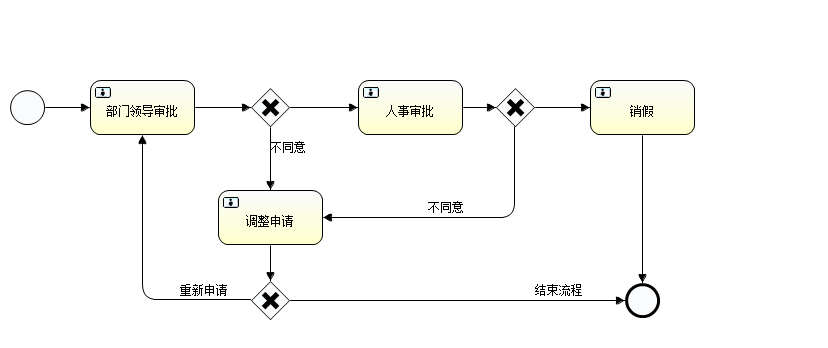 部门领导审批
人事审批
销假
不同意
不同意
调整申请
重新申请
结束流程